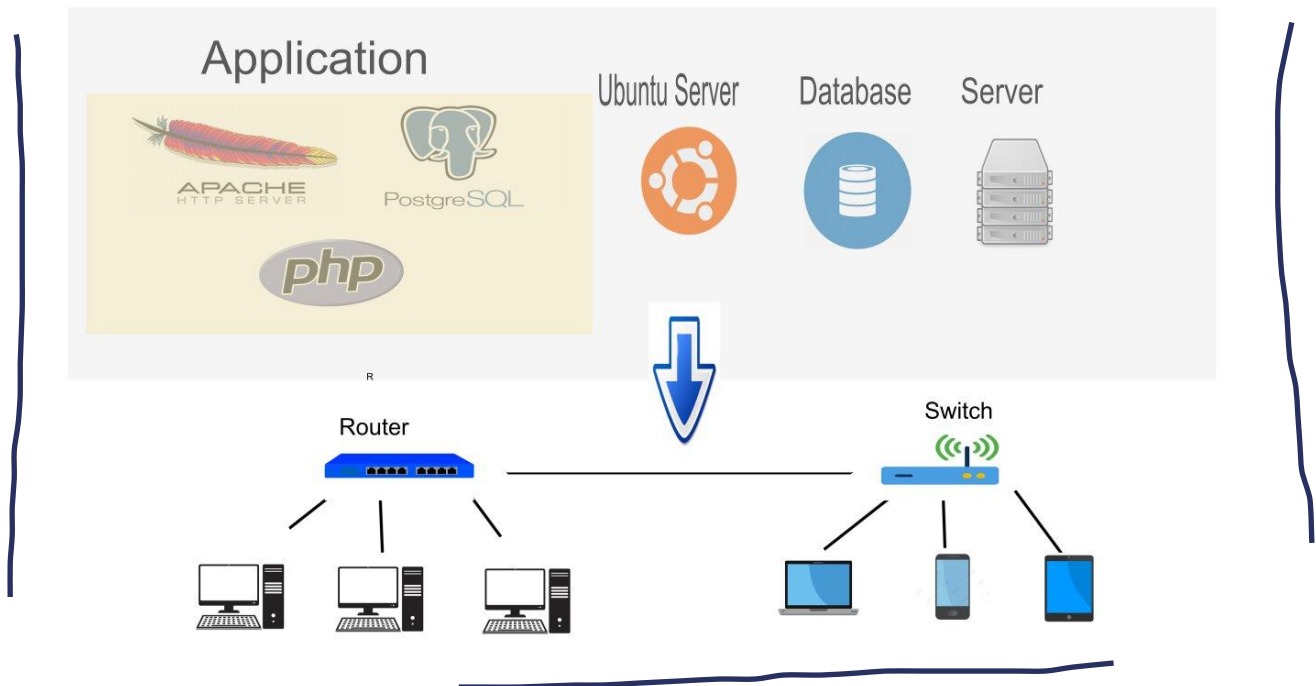 Application
Ubuntu Server
Database
Server
APACHE
HTTP SERVER
PostgreSQL
php
R
Router
Switch